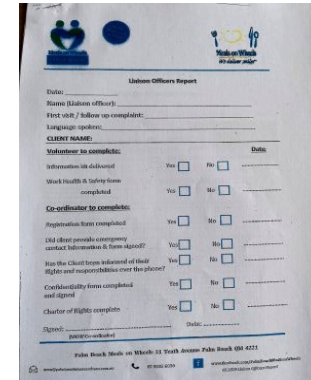 Meals on Wheels
Liaison Officers Report
Date:
Name (Liaison officer):
First visit / follow up complaint:
Language spoken:
CLIENT NAME:
Volunteer to complete: Date:
Information kit delivered Yes No
Work Health & Safety form
completed Yes No
Co-ordinator to complete:
Registration form completed Yes No
Did client provide emergency
contact information & form signed? Yes No
Has the Client been informed of their
Rights and responsibilities over the phone? Yes No
Confidentiality form completed
and signed Yes No
Charter of Rights complete Yes No
Signed: Date:
Palm Beach Meals on Wheels: 51 Tenth Avenue Palm Beach Qld 4221